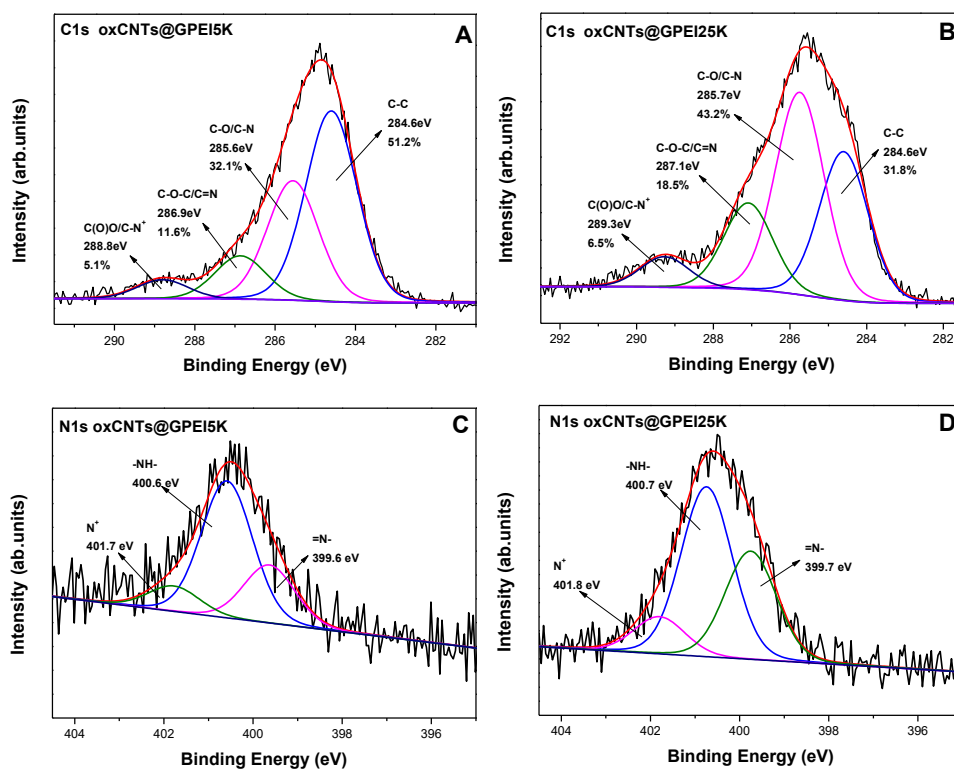 C1s oxCNTs@GPEI5K
A
C-C
284.6eV
51.2%
C-O/C-N
285.6eV
32.1%
C-O-C/C=N
286.9eV
11.6%
C(O)O/C-N⁺
288.8eV
5.1%
Intensity (arb.units)
290 288 286 284 282
Binding Energy (eV)
C1s oxCNTs@GPEI25K
B
C-O/C-N
285.7eV
43.2%
C-C
284.6eV
31.8%
C-O-C/C=N
287.1eV
18.5%
C(O)O/C-N⁺
289.3eV
6.5%
Intensity (arb.units)
292 290 288 286 284 282
Binding Energy (eV)
N1s oxCNTs@GPEI5K
C
-NH-
400.6 eV
N⁺
401.7 eV
=N-
399.6 eV
Intensity (ab.units)
404 402 400 398 396
Binding Energy (eV)
N1s oxCNTs@GPEI25K
D
-NH-
400.7 eV
=N-
399.7 eV
N⁺
401.8 eV
Intensity (ab.units)
404 402 400 398 396
Binding Energy (eV)